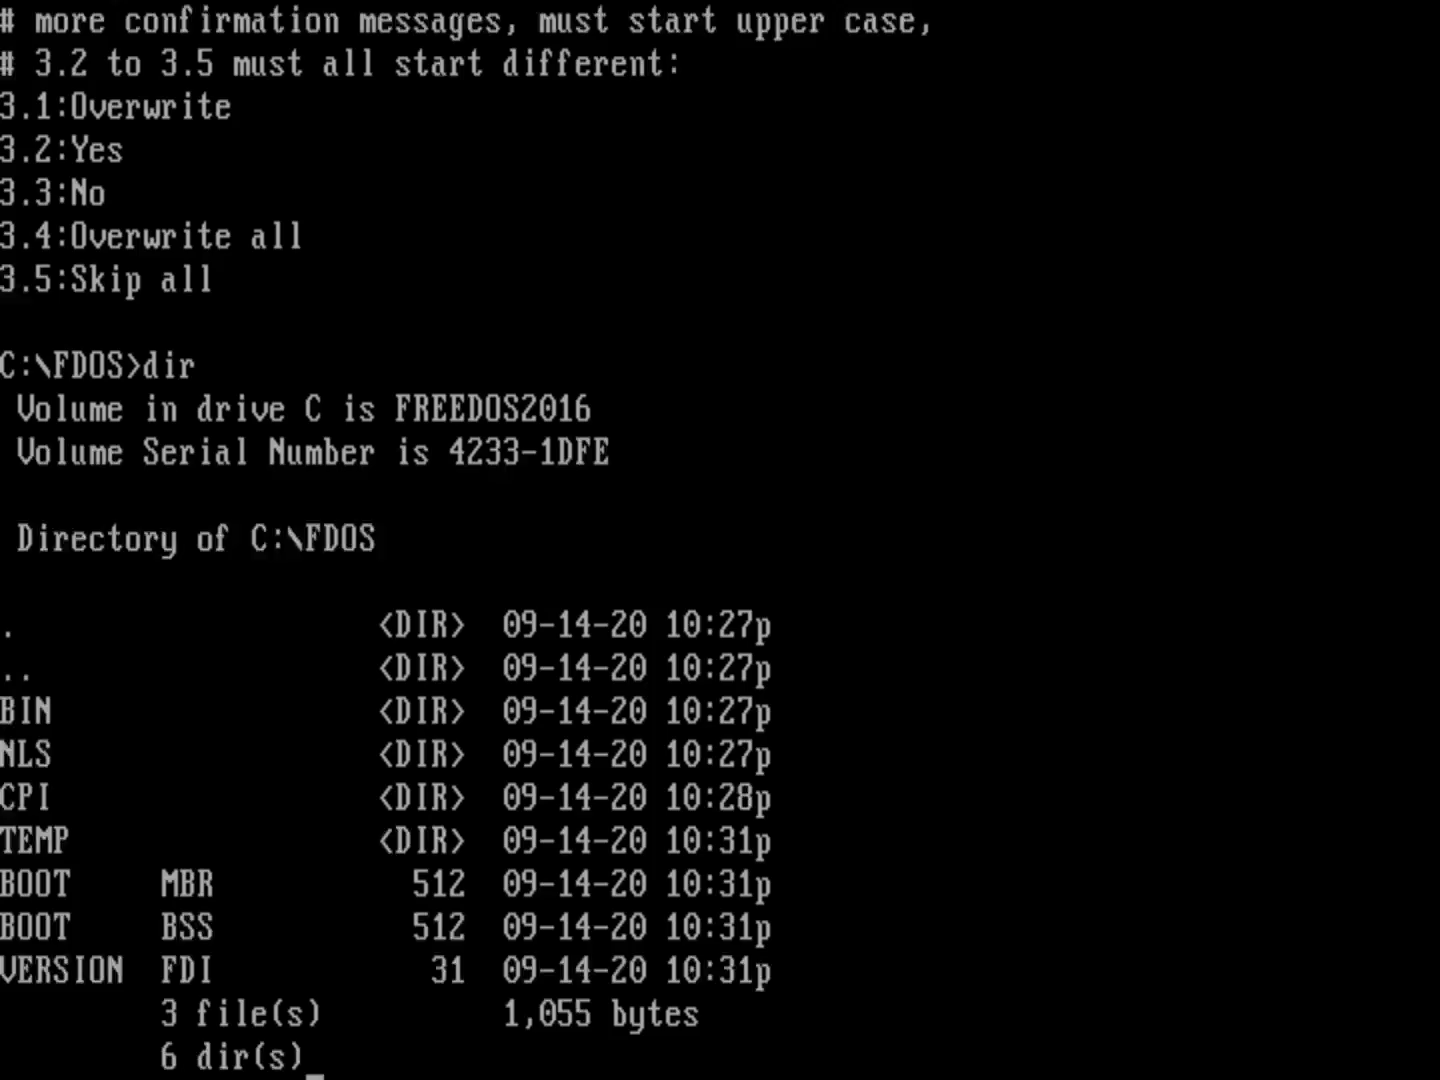 # more confirmation messages, must start upper case,
# 3.2 to 3.5 must all start different:
3.1:Overwrite
3.2:Yes
3.3:No
3.4:Overwrite all
3.5:Skip all
C:\FDOS>dir
Volume in drive C is FREEDOS2016
Volume Serial Number is 4233-1DFE
Directory of C:\FDOS
. <DIR> 09-14-20 10:27p
.. <DIR> 09-14-20 10:27p
BIN <DIR> 09-14-20 10:27p
NLS <DIR> 09-14-20 10:27p
CPI <DIR> 09-14-20 10:28p
TEMP <DIR> 09-14-20 10:31p
BOOT MBR 512 09-14-20 10:31p
BOOT BSS 512 09-14-20 10:31p
VERSION FDI 31 09-14-20 10:31p
3 file(s) 1,055 bytes
6 dir(s)